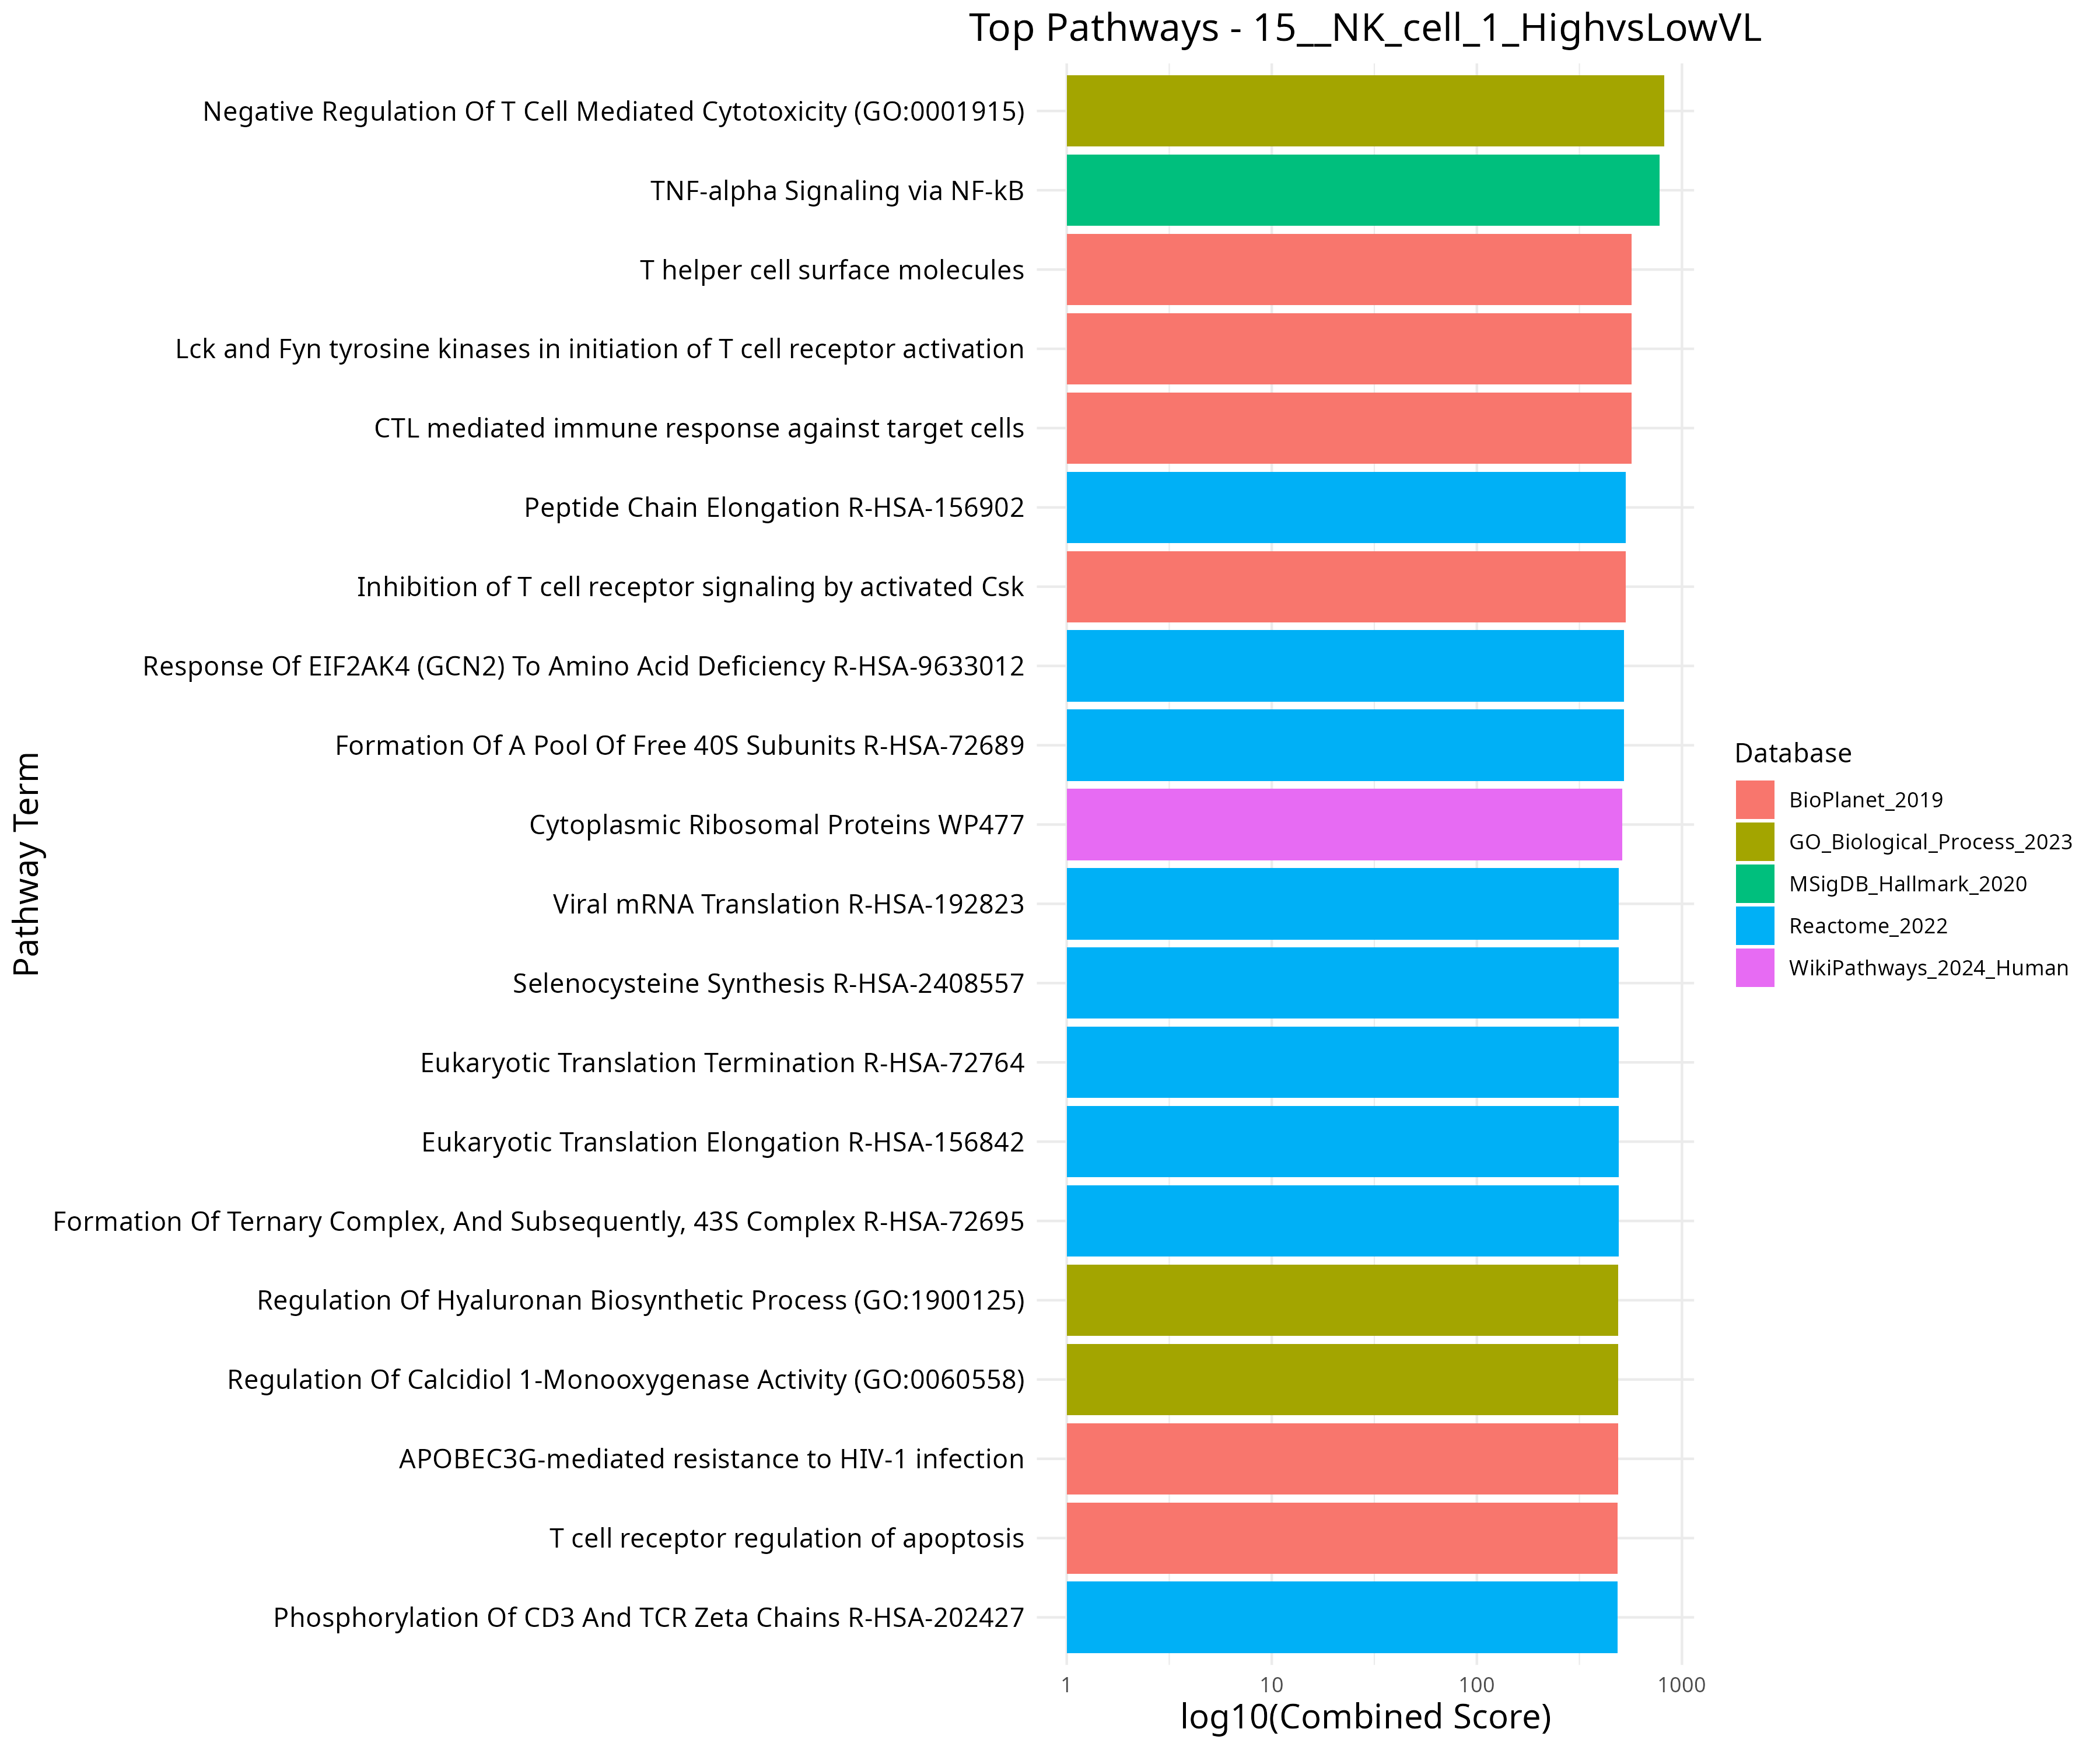 Top Pathways - 15__NK_cell_1_HighvsLowVL
Pathway Term
Negative Regulation Of T Cell Mediated Cytotoxicity (GO:0001915)
TNF-alpha Signaling via NF-kB
T helper cell surface molecules
Lck and Fyn tyrosine kinases in initiation of T cell receptor activation
CTL mediated immune response against target cells
Peptide Chain Elongation R-HSA-156902
Inhibition of T cell receptor signaling by activated Csk
Response Of EIF2AK4 (GCN2) To Amino Acid Deficiency R-HSA-9633012
Formation Of A Pool Of Free 40S Subunits R-HSA-72689
Cytoplasmic Ribosomal Proteins WP477
Viral mRNA Translation R-HSA-192823
Selenocysteine Synthesis R-HSA-2408557
Eukaryotic Translation Termination R-HSA-72764
Eukaryotic Translation Elongation R-HSA-156842
Formation Of Ternary Complex, And Subsequently, 43S Complex R-HSA-72695
Regulation Of Hyaluronan Biosynthetic Process (GO:1900125)
Regulation Of Calcidiol 1-Monooxygenase Activity (GO:0060558)
APOBEC3G-mediated resistance to HIV-1 infection
T cell receptor regulation of apoptosis
Phosphorylation Of CD3 And TCR Zeta Chains R-HSA-202427
1 10 100 1000
log10(Combined Score)
Database
BioPlanet_2019
GO_Biological_Process_2023
MSigDB_Hallmark_2020
Reactome_2022
WikiPathways_2024_Human